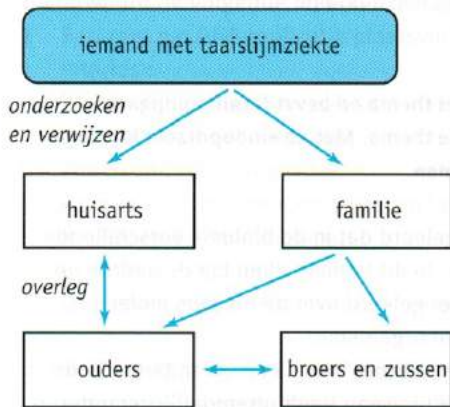 iemand met taaislijmziekte
onderzoeken
en verwijzen
huisarts
familie
overleg
ouders
broers en zussen